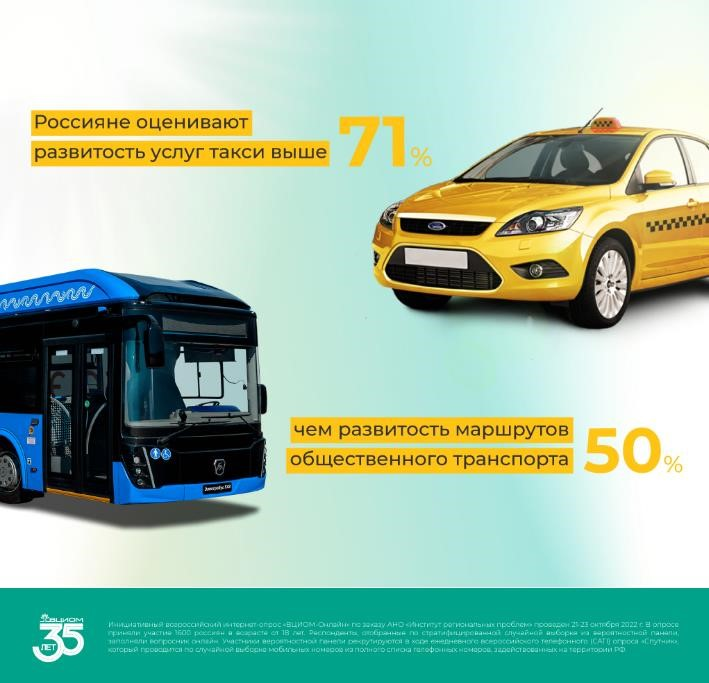 Россияне оценивают
развитость услуг такси выше
71%
чем развитость маршрутов
общественного транспорта
50%
ВЦИОМ
35
ЛЕТ
Инициативный всероссийский интернет-опрос «ВЦИОМ-Онлайн» по заказу АНО «Институт региональных проблем» проведен 21-23 октября 2022 г. В опросе
приняли участие 1600 россиян в возрасте от 18 лет. Респонденты, отобранные по стратифицированной случайной выборке из вероятностной панели,
заполняли вопросник онлайн. Участники вероятностной панели рекрутируются в ходе ежедневного всероссийского телефонного (CATI) опроса «Спутник»,
который проводится по случайной выборке мобильных номеров из полного списка телефонных номеров, задействованных на территории РФ.